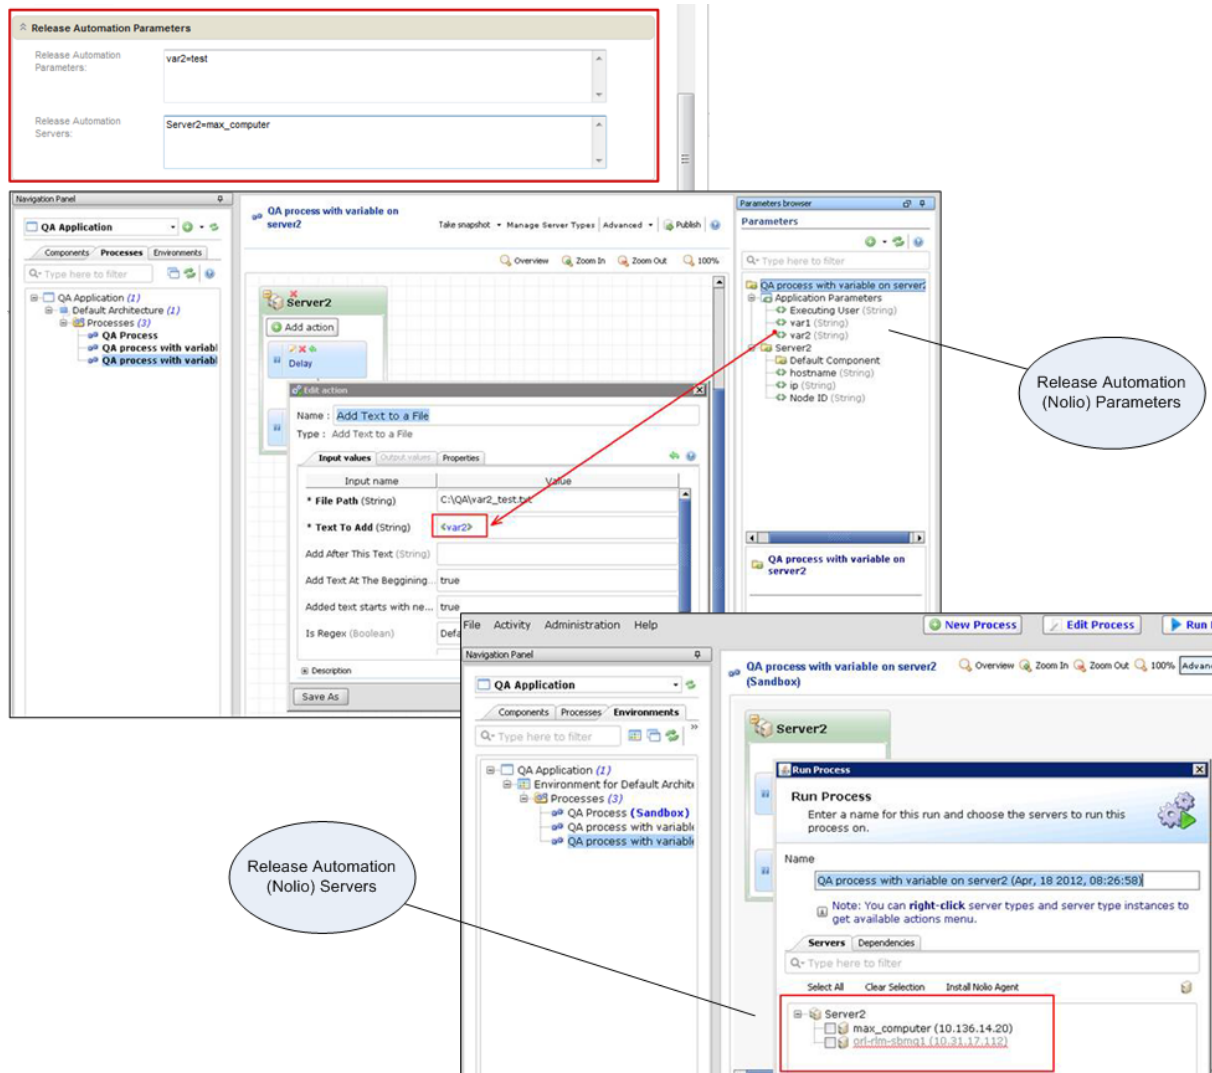 Release Automation Parameters
Release Automation
Parameters:
var2=test
Release Automation
Servers:
Server2=max_computer
Navigation Panel
QA Application
Components Processes Environments
Type here to filter
QA Application (1)
Default Architecture (1)
Processes (3)
QA Process
QA process with variabl
QA process with variabl
QA process with variable on
server2
Take snapshot Manage Server Types Advanced Publish
Overview Zoom In Zoom Out 100%
Server2
Add action
Delay
Edit action
Name : Add Text to a File
Type : Add Text to a File
Input values Output values Properties
Input name Value
* File Path (String) C:\QA\var2_test.txt
* Text To Add (String) <var2>
Add After This Text (String)
Add Text At The Beggining... true
Added text starts with ne... true
Is Regex (Boolean) Defa
Description
Save As
Parameters browser
Parameters
Type here to filter
QA process with variable on server2
Application Parameters
Executing User (String)
var1 (String)
var2 (String)
Server2
Default Component
hostname (String)
ip (String)
Node ID (String)
QA process with variable on
server2
Release Automation
(Nolio) Parameters
File Activity Administration Help
New Process Edit Process Run
Navigation Panel
QA Application
Components Processes Environments
Type here to filter
QA Application (1)
Environment for Default Archite
Processes (3)
QA Process (Sandbox)
QA process with variable
QA process with variable
QA process with variable on server2
(Sandbox)
Overview Zoom In Zoom Out 100% Advan
Server2
Run Process
Run Process
Enter a name for this run and choose the servers to run this
process on.
Name
QA process with variable on server2 (Apr, 18 2012, 08:26:58)
Note: You can right-click server types and server type instances to
get available actions menu.
Servers Dependencies
Type here to filter
Select All Clear Selection Install Nolio Agent
Server2
max_computer (10.136.14.20)
orl-rlm-sbmq1 (10.31.17.112)
Release Automation
(Nolio) Servers